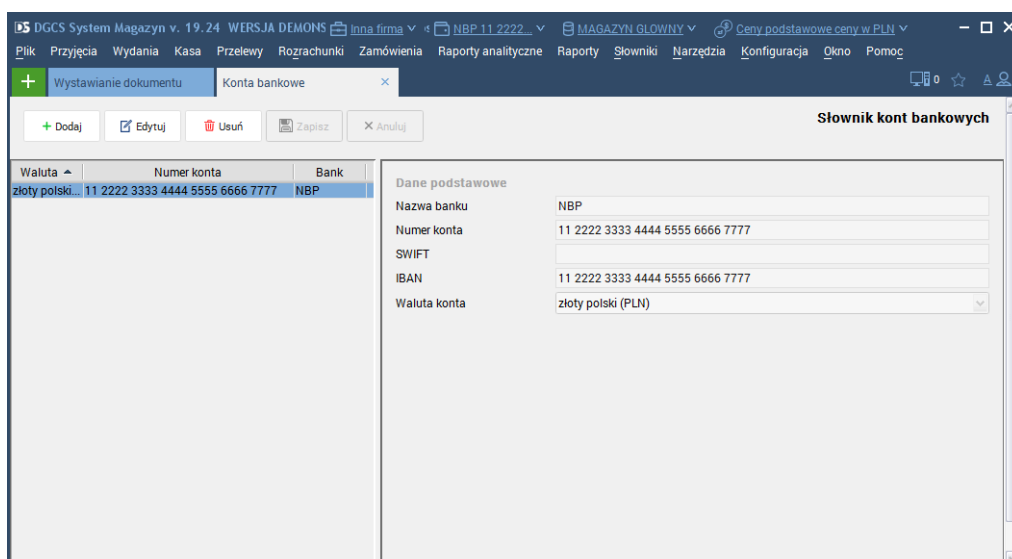 DGCS System Magazyn v. 19.24 WERSJA DEMONS Inna firma NBP 11 2222... MAGAZYN GLOWNY Ceny podstawowe ceny w PLN
Plik Przyjęcia Wydania Kasa Przelewy Rozrachunki Zamówienia Raporty analityczne Raporty Słowniki Narzędzia Konfiguracja Okno Pomoc
+ Wystawianie dokumentu Konta bankowe × 0 A
+ Dodaj Edytuj Usuń Zapisz × Anuluj Słownik kont bankowych
Waluta Numer konta Bank
złoty polski... 11 2222 3333 4444 5555 6666 7777 NBP
Dane podstawowe
Nazwa banku NBP
Numer konta 11 2222 3333 4444 5555 6666 7777
SWIFT
IBAN 11 2222 3333 4444 5555 6666 7777
Waluta konta złoty polski (PLN)